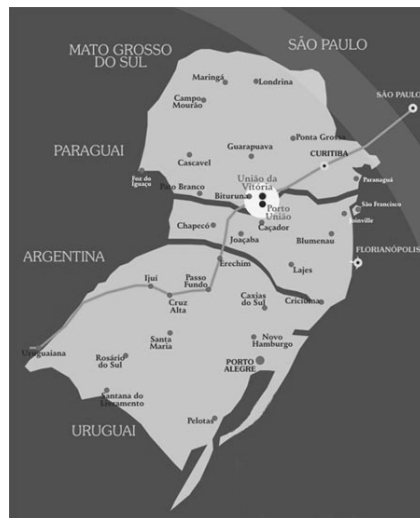 MATO GROSSO
DO SUL
SÃO PAULO
Maringá
Londrina
SÃO PAULO
Campo
Mourão
Ponta Grossa
PARAGUAI
Guarapuava
CURITIBA
Cascavel
Foz do
Iguaçu
União da
Vitória
Paranaguá
Pato Branco
Bituruna
Porto
União
São Francisco
Joinville
Chapecó
Caçador
Joaçaba
Blumenau
FLORIANÓPOLIS
ARGENTINA
Erechim
Lajes
Ijuí
Passo
Fundo
Cruz
Alta
Caxias
do Sul
Criciúma
Santa
Maria
Novo
Hamburgo
Uruguaiana
Rosário
do Sul
PORTO
ALEGRE
Santana do
Livramento
URUGUAI
Pelotas